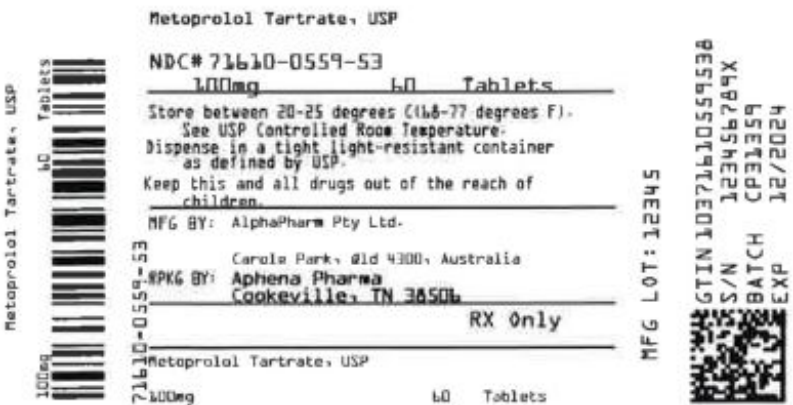 Metoprolol Tartrate, USP
NDC# 71610-0559-53
100mg 60 Tablets
Store between 20-25 degrees C(68-77 degrees F).
See USP Controlled Room Temperature.
Dispense in a tight light-resistant container
as defined by USP.
Keep this and all drugs out of the reach of
children.
MFG BY: AlphaPharm Pty Ltd.
Carole Park, Qld 4300, Australia
RPKG BY: Aphena Pharma
Cookeville, TN 38506
RX Only
Metoprolol Tartrate, USP
100mg 60 Tablets
Metoprolol Tartrate, USP
100mg 60 Tablets
71610-0559-53
MFG LOT: 12345
GTIN 10371610559538
S/N 123456789X
BATCH CP31359
EXP 12/2024